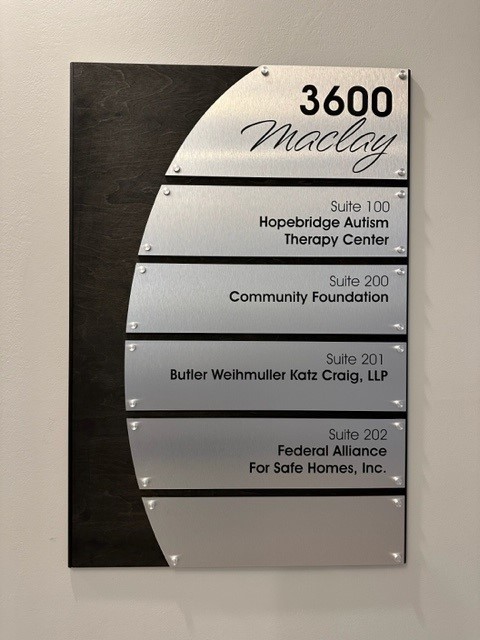 3600
Maclay
Suite 100
Hopebridge Autism
Therapy Center
Suite 200
Community Foundation
Suite 201
Butler Weihmuller Katz Craig, LLP
Suite 202
Federal Alliance
For Safe Homes, Inc.